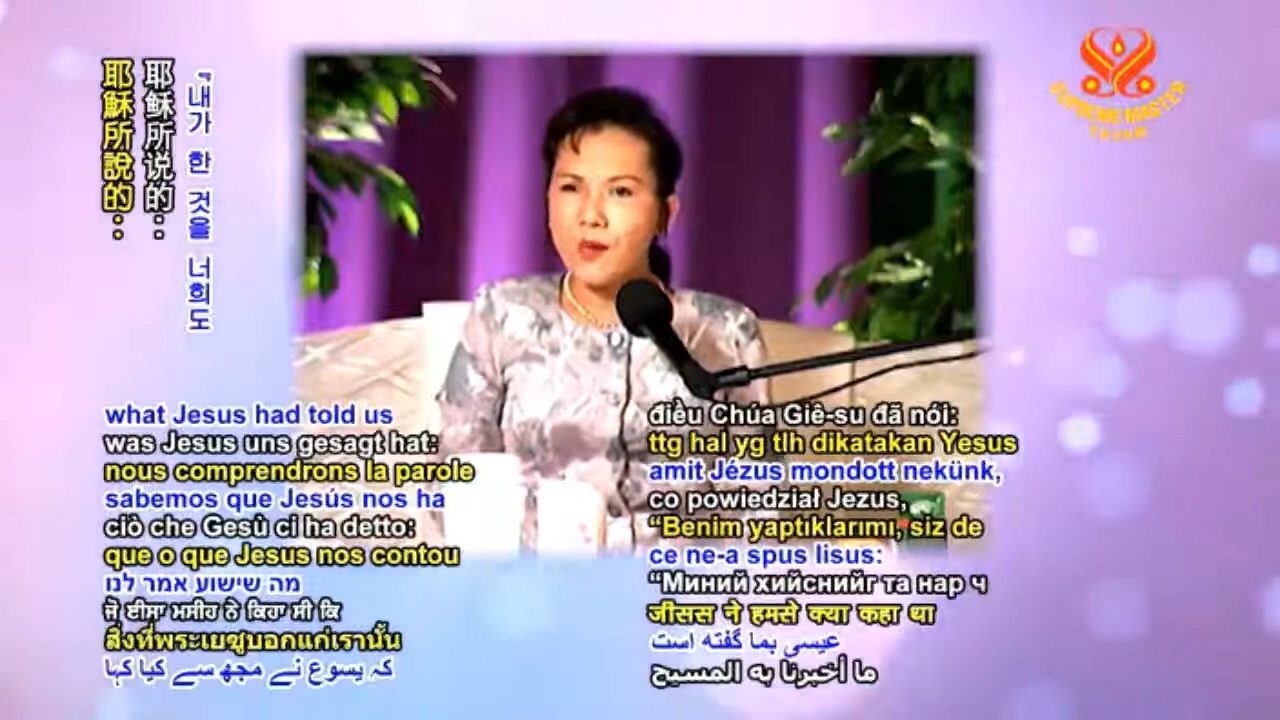 耶穌所說的：
耶稣所说的：
"내가 한 것을 너희도
SUPREME MASTER
TV.COM
what Jesus had told us
was Jesus uns gesagt hat:
nous comprendrons la parole
sabemos que Jesús nos ha
ciò che Gesù ci ha detto:
que o que Jesus nos contou
מה שישוע אמר לנו
ਜੋ ਈਸਾ ਮਸੀਹ ਨੇ ਕਿਹਾ ਸੀ ਕਿ
สิ่งที่พระเยซูบอกแก่เรานั้น
کہ یسوع نے مجھ سے کیا کہا
điều Chúa Giê-su đã nói:
ttg hal yg tlh dikatakan Yesus
amit Jézus mondott nekünk,
co powiedział Jezus,
“Benim yaptıklarımı, siz de
ce ne-a spus Iisus:
“Миний хийснийг та нар ч
जीसस ने हमसे क्या कहा था
عیسی بما گفته است
ما أخبرنا به المسيح